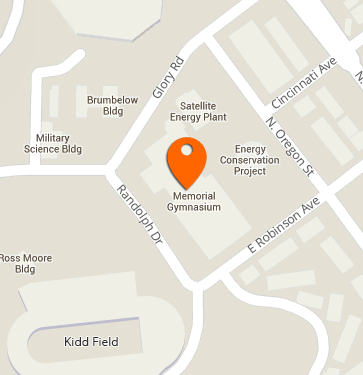 Glory Rd
Cincinnati Ave
N.
Brumbelow
Bldg
Satellite
Energy Plant
N. Oregon St
Military
Science Bldg
Energy
Conservation
Project
Randolph Dr
Memorial
Gymnasium
E Robinson Ave
Ross Moore
Bldg
Kidd Field